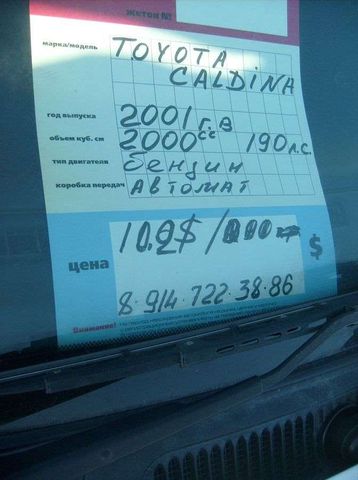 жетон №
марка/модель TOYOTA
CALDINA
год выпуска 2001 г.в
объем куб. см 2000 cc 190 л.с.
тип двигателя бензин
коробка передач Автомат
цена $
8-914-722-38-86
Внимание!